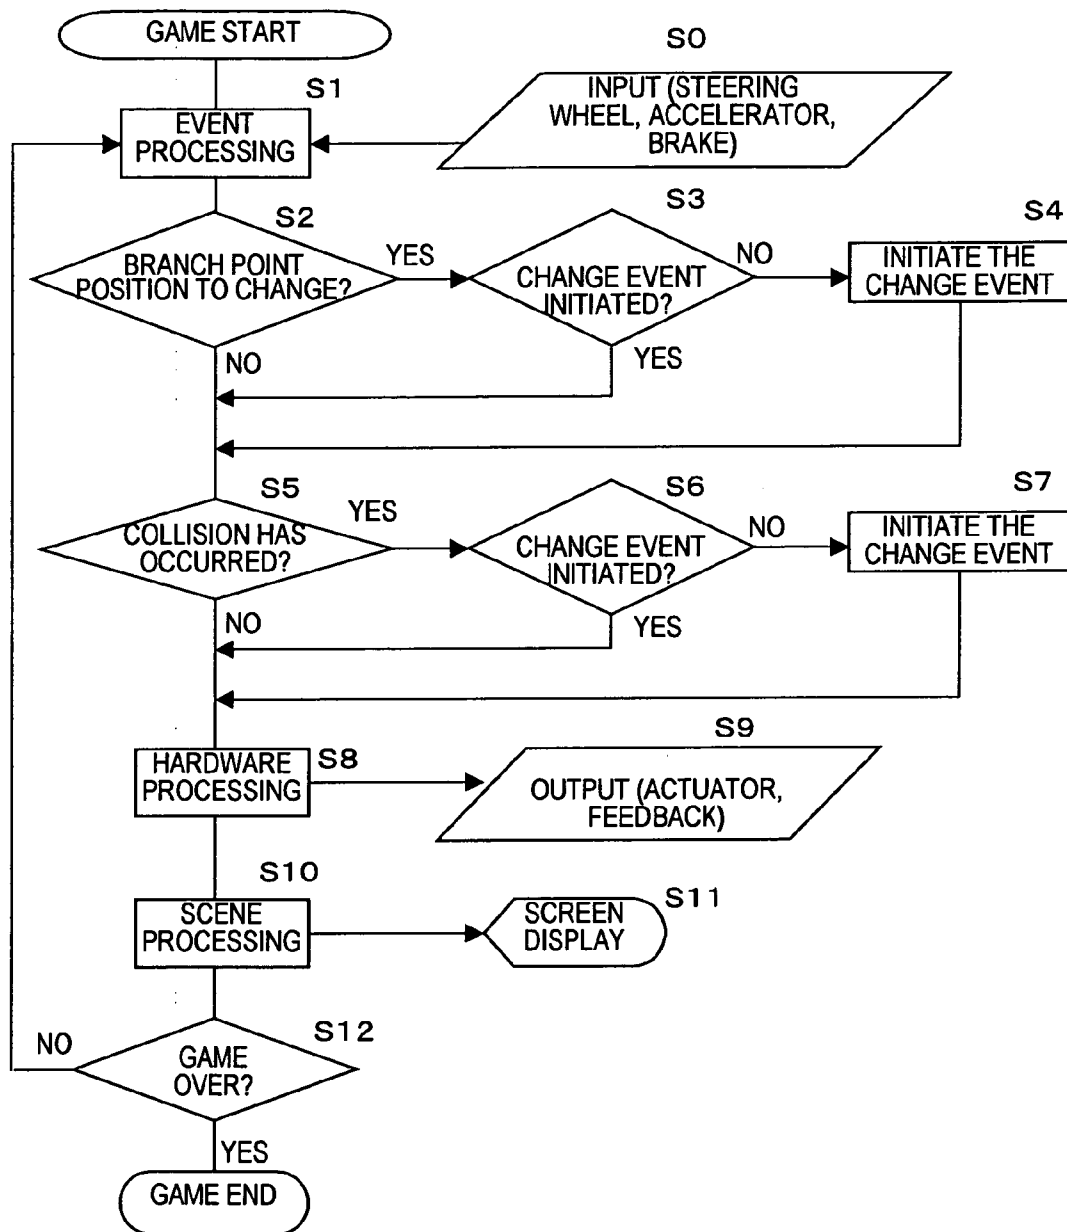 GAME START
S0
INPUT (STEERING
WHEEL, ACCELERATOR,
BRAKE)
S1
EVENT
PROCESSING
S2
BRANCH POINT
POSITION TO CHANGE?
YES
NO
S3
CHANGE EVENT
INITIATED?
NO
YES
S4
INITIATE THE
CHANGE EVENT
S5
COLLISION HAS
OCCURRED?
YES
NO
S6
CHANGE EVENT
INITIATED?
NO
YES
S7
INITIATE THE
CHANGE EVENT
HARDWARE
PROCESSING
S8
S9
OUTPUT (ACTUATOR,
FEEDBACK)
S10
SCENE
PROCESSING
S11
SCREEN
DISPLAY
S12
GAME
OVER?
NO
YES
GAME END